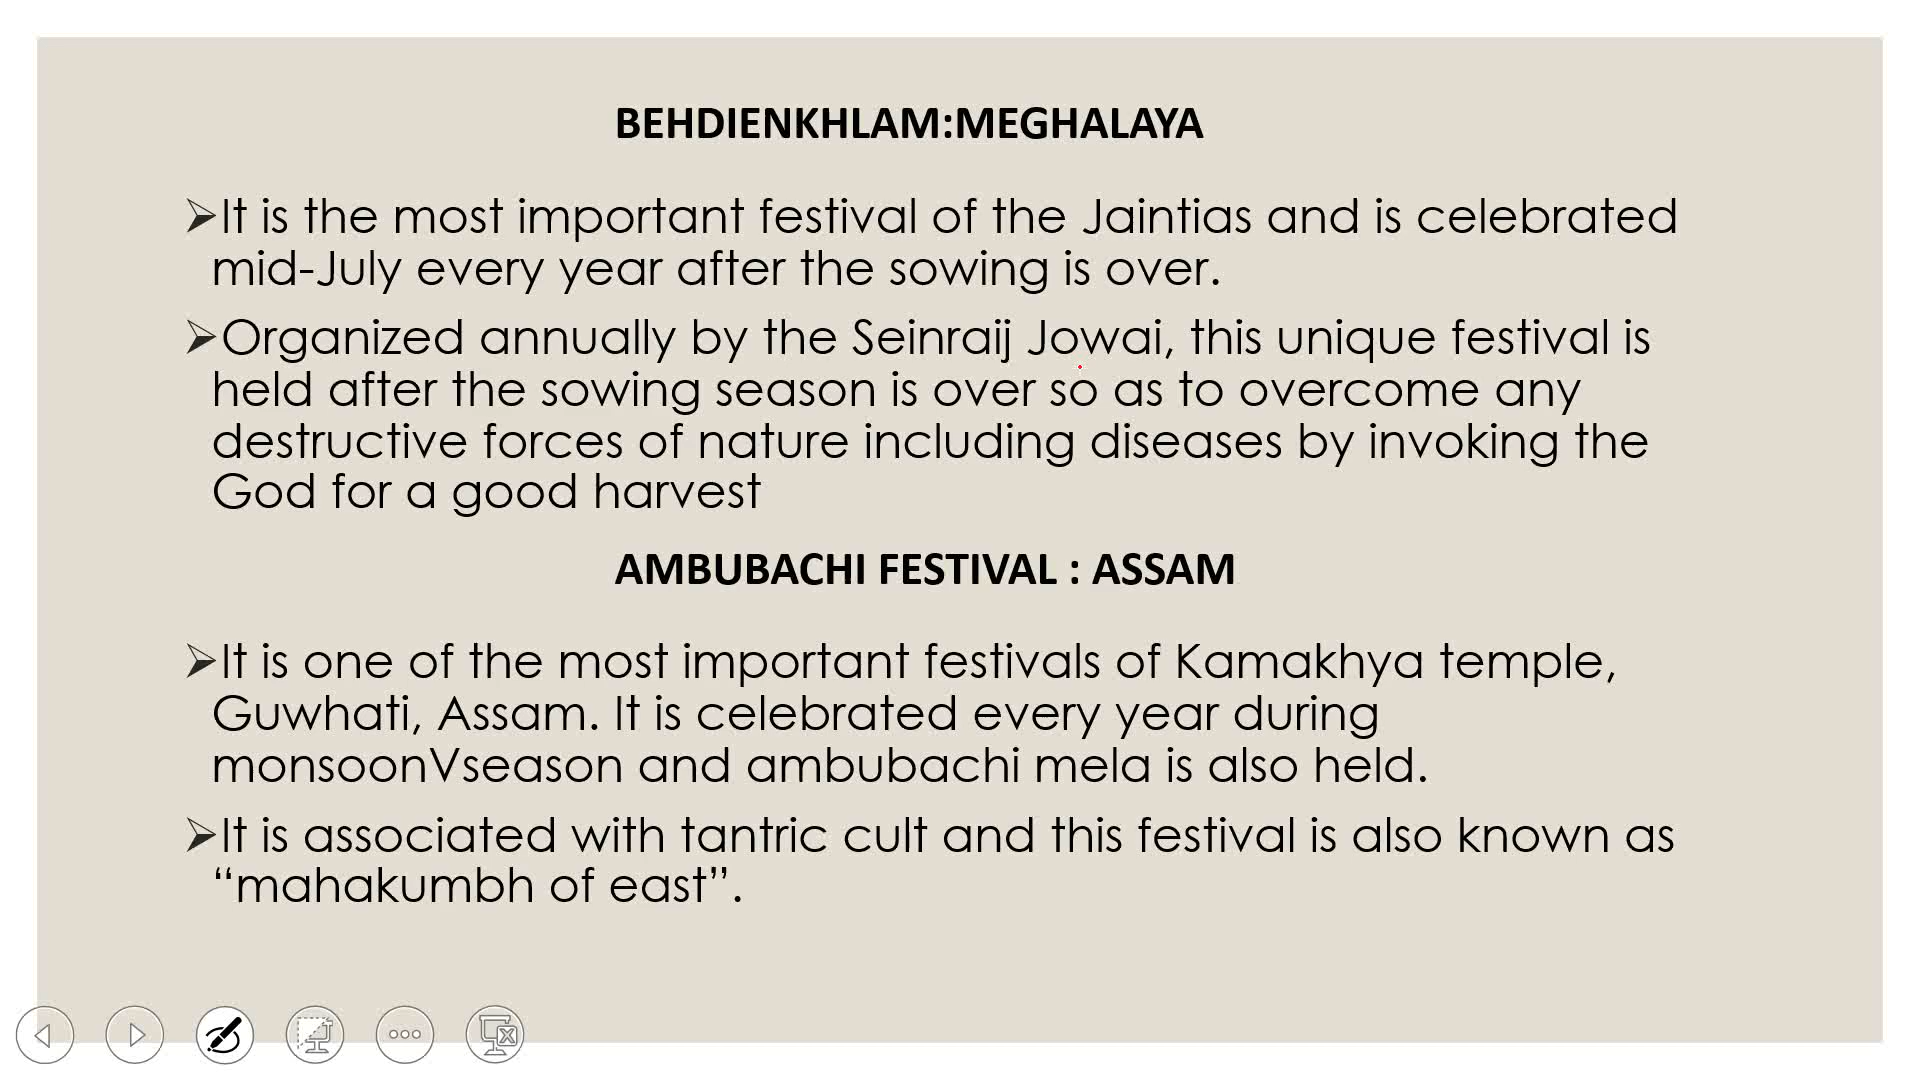 BEHDIENKHLAM:MEGHALAYA
➢It is the most important festival of the Jaintias and is celebrated
mid-July every year after the sowing is over.
➢Organized annually by the Seinraij Jowai, this unique festival is
held after the sowing season is over so as to overcome any
destructive forces of nature including diseases by invoking the
God for a good harvest
AMBUBACHI FESTIVAL : ASSAM
➢It is one of the most important festivals of Kamakhya temple,
Guwhati, Assam. It is celebrated every year during
monsoonVseason and ambubachi mela is also held.
➢It is associated with tantric cult and this festival is also known as
“mahakumbh of east”.